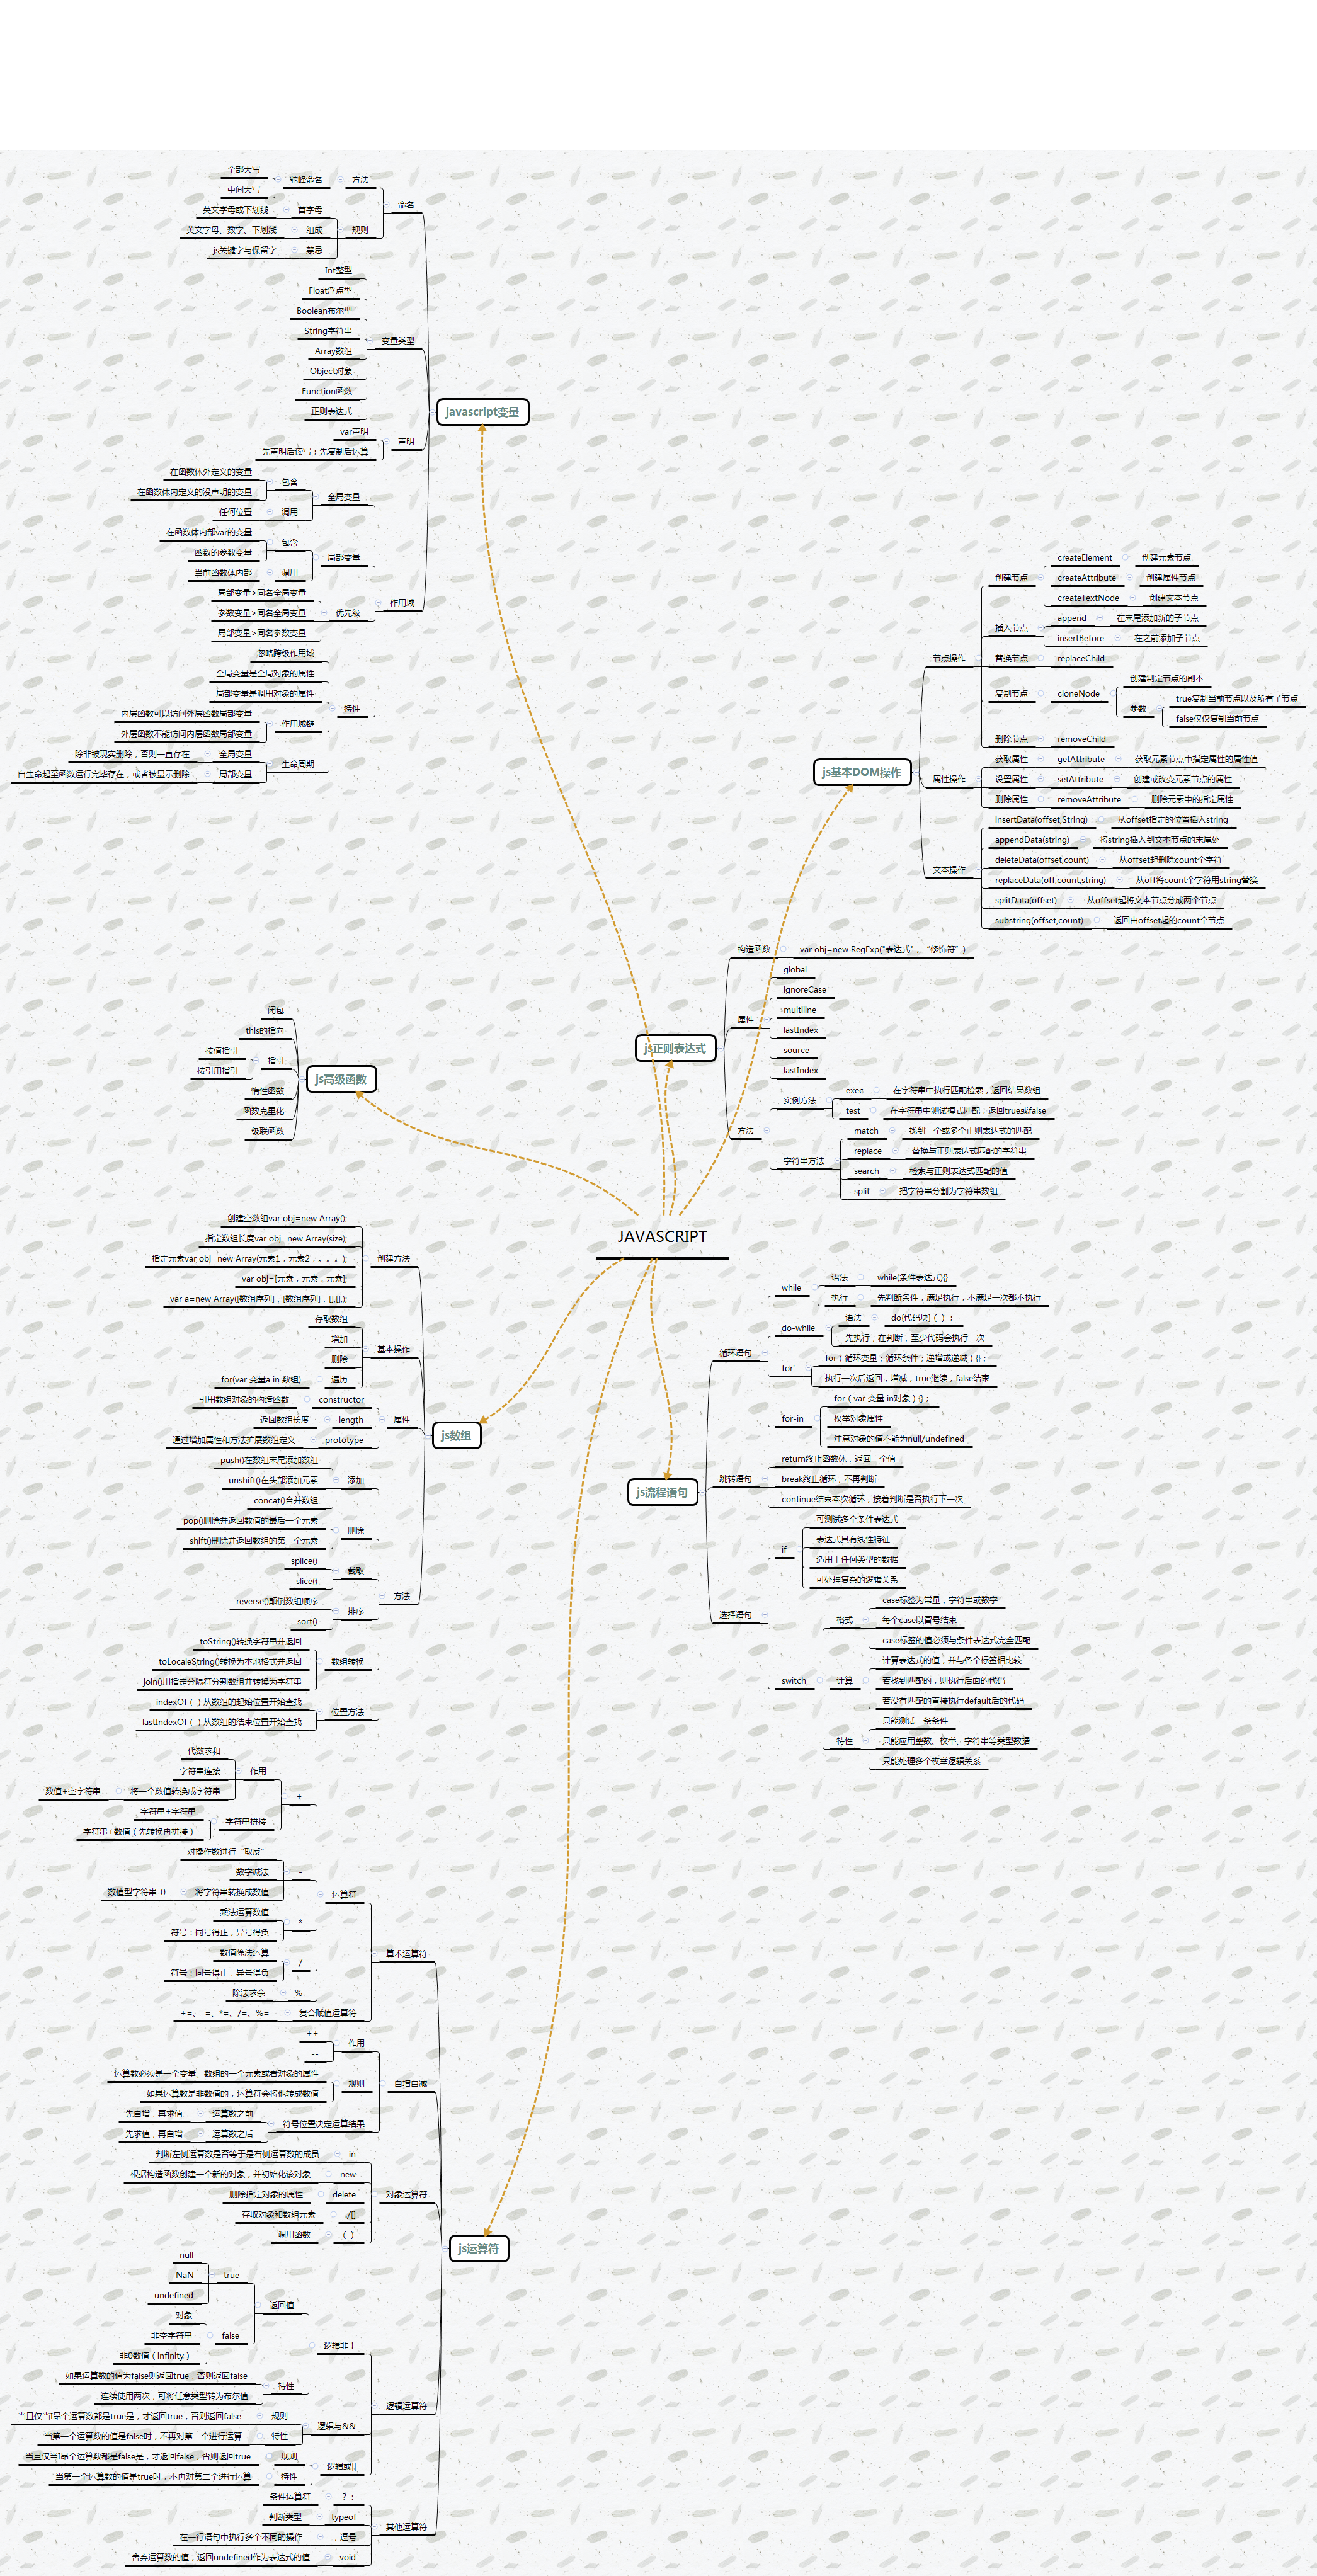 JAVASCRIPT
javascript变量
命名
方法
驼峰命名
全部大写
中间大写
规则
首字母
英文字母或下划线
组成
英文字母、数字、下划线
禁忌
js关键字与保留字
变量类型
Int整型
Float浮点型
Boolean布尔型
String字符串
Array数组
Object对象
Function函数
正则表达式
声明
var声明
先声明后读写；先复制后运算
作用域
全局变量
包含
在函数体外定义的变量
在函数体内定义的没声明的变量
调用
任何位置
局部变量
包含
在函数体内部var的变量
函数的参数变量
调用
当前函数体内部
优先级
局部变量>同名全局变量
参数变量>同名全局变量
局部变量>同名参数变量
特性
忽略跨级作用域
全局变量是全局对象的属性
局部变量是调用对象的属性
作用域链
内层函数可以访问外层函数局部变量
外层函数不能访问内层函数局部变量
生命周期
全局变量
除非被现实删除，否则一直存在
局部变量
自生命起至函数运行完毕存在，或者被显示删除
js基本DOM操作
节点操作
创建节点
createElement
创建元素节点
createAttribute
创建属性节点
createTextNode
创建文本节点
插入节点
append
在末尾添加新的子节点
insertBefore
在之前添加子节点
替换节点
replaceChild
复制节点
cloneNode
创建制定节点的副本
参数
true复制当前节点以及所有子节点
false仅仅复制当前节点
删除节点
removeChild
属性操作
获取属性
getAttribute
获取元素节点中指定属性的属性值
设置属性
setAttribute
创建或改变元素节点的属性
删除属性
removeAttribute
删除元素中的指定属性
文本操作
insertData(offset,String)
从offset指定的位置插入string
appendData(string)
将string插入到文本节点的末尾处
deleteData(offset,count)
从offset起删除count个字符
replaceData(off,count,string)
从off将count个字符用string替换
splitData(offset)
从offset起将文本节点分成两个节点
substring(offset,count)
返回由offset起的count个节点
js正则表达式
构造函数
var obj=new RegExp("表达式"，“修饰符”)
属性
global
ignoreCase
multiline
lastIndex
source
lastIndex
方法
实例方法
exec
在字符串中执行匹配检索，返回结果数组
test
在字符串中测试模式匹配，返回true或false
字符串方法
match
找到一个或多个正则表达式的匹配
replace
替换与正则表达式匹配的字符串
search
检索与正则表达式匹配的值
split
把字符串分割为字符串数组
js高级函数
闭包
this的指向
指引
按值指引
按引用指引
惰性函数
函数克里化
级联函数
js数组
创建方法
创建空数组var obj=new Array();
指定数组长度var obj=new Array(size);
指定元素var obj=new Array(元素1，元素2，。。。);
var obj=[元素，元素，元素];
var a=new Array([数组序列]，[数组序列]，[],[],);
基本操作
存取数组
增加
删除
遍历
for(var 变量a in 数组)
属性
constructor
引用数组对象的构造函数
length
返回数组长度
prototype
通过增加属性和方法扩展数组定义
方法
添加
push()在数组末尾添加数组
unshift()在头部添加元素
concat()合并数组
删除
pop()删除并返回数值的最后一个元素
shift()删除并返回数组的第一个元素
截取
splice()
slice()
排序
reverse()颠倒数组顺序
sort()
数组转换
toString()转换字符串并返回
toLocaleString()转换为本地格式并返回
join()用指定分隔符分割数组并转换为字符串
位置方法
indexOf（）从数组的起始位置开始查找
lastIndexOf（）从数组的结束位置开始查找
js流程语句
循环语句
while
语法
while(条件表达式){}
执行
先判断条件，满足执行，不满足一次都不执行
do-while
语法
do{代码块}（）；
先执行，在判断，至少代码会执行一次
for'
for（循环变量；循环条件；递增或递减）{}；
执行一次后返回，增减，true继续，false结束
for-in
for（var 变量 in对象）{}；
枚举对象属性
注意对象的值不能为null/undefined
跳转语句
return终止函数体，返回一个值
break终止循环，不再判断
continue结束本次循环，接着判断是否执行下一次
选择语句
if
可测试多个条件表达式
表达式具有线性特征
适用于任何类型的数据
可处理复杂的逻辑关系
switch
格式
case标签为常量，字符串或数字
每个case以冒号结束
case标签的值必须与条件表达式完全匹配
计算
计算表达式的值，并与各个标签相比较
若找到匹配的，则执行后面的代码
若没有匹配的直接执行default后的代码
特性
只能测试一条条件
只能应用整数、枚举、字符串等类型数据
只能处理多个枚举逻辑关系
js运算符
算术运算符
运算符
+
作用
代数求和
字符串连接
将一个数值转换成字符串
数值+空字符串
字符串拼接
字符串+字符串
字符串+数值（先转换再拼接）
-
对操作数进行“取反”
数字减法
将字符串转换成数值
数值型字符串-0
*
乘法运算数值
符号：同号得正，异号得负
/
数值除法运算
符号：同号得正，异号得负
%
除法求余
复合赋值运算符
+=、-=、*=、/=、%=
自增自减
作用
++
--
规则
运算数必须是一个变量、数组的一个元素或者对象的属性
如果运算数是非数值的，运算符会将他转成数值
符号位置决定运算结果
运算数之前
先自增，再求值
运算数之后
先求值，再自增
对象运算符
in
判断左侧运算数是否等于是右侧运算数的成员
new
根据构造函数创建一个新的对象，并初始化该对象
delete
删除指定对象的属性
./[]
存取对象和数组元素
（）
调用函数
逻辑运算符
逻辑非！
返回值
true
null
NaN
undefined
false
对象
非空字符串
非0数值（infinity）
特性
如果运算数的值为false则返回true，否则返回false
连续使用两次，可将任意类型转为布尔值
逻辑与&&
规则
当且仅当l昂个运算数都是true是，才返回true，否则返回false
特性
当第一个运算数的值是false时，不再对第二个进行运算
逻辑或||
规则
当且仅当l昂个运算数都是false是，才返回false，否则返回true
特性
当第一个运算数的值是true时，不再对第二个进行运算
其他运算符
？：
条件运算符
typeof
判断类型
，逗号
在一行语句中执行多个不同的操作
void
舍弃运算数的值，返回undefined作为表达式的值